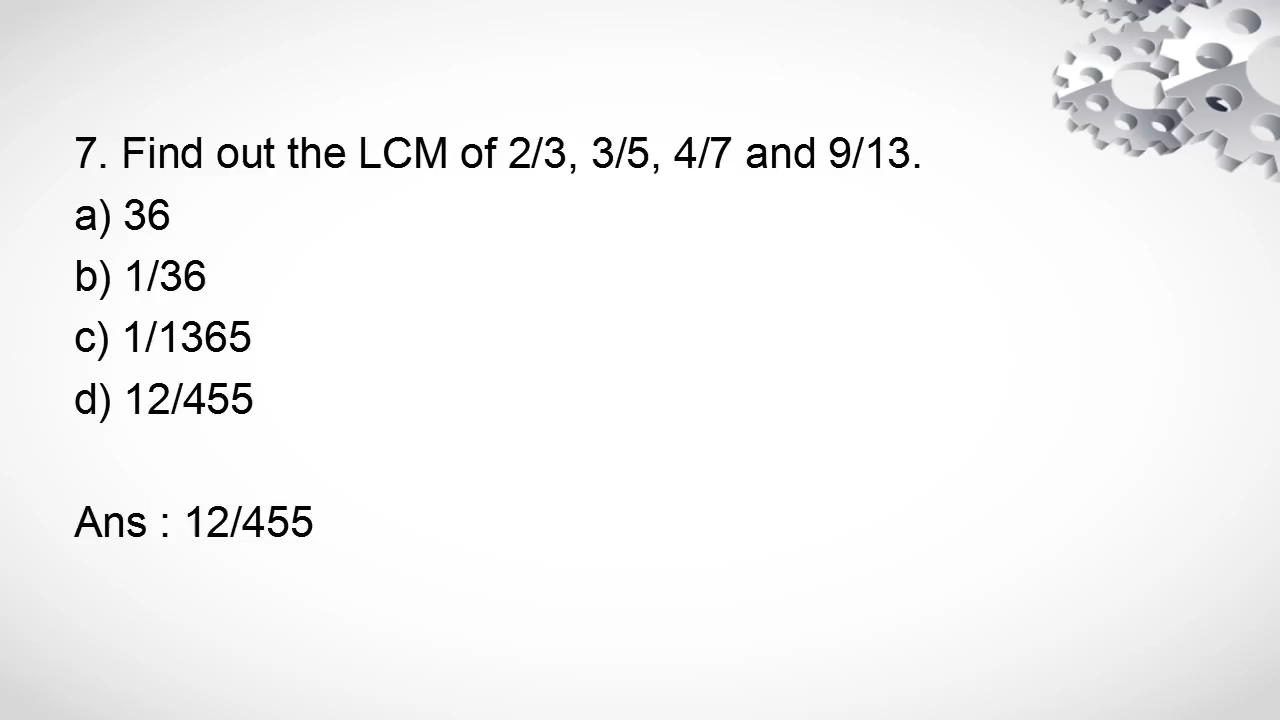 7. Find out the LCM of 2/3, 3/5, 4/7 and 9/13.
a) 36
b) 1/36
c) 1/1365
d) 12/455
Ans : 12/455